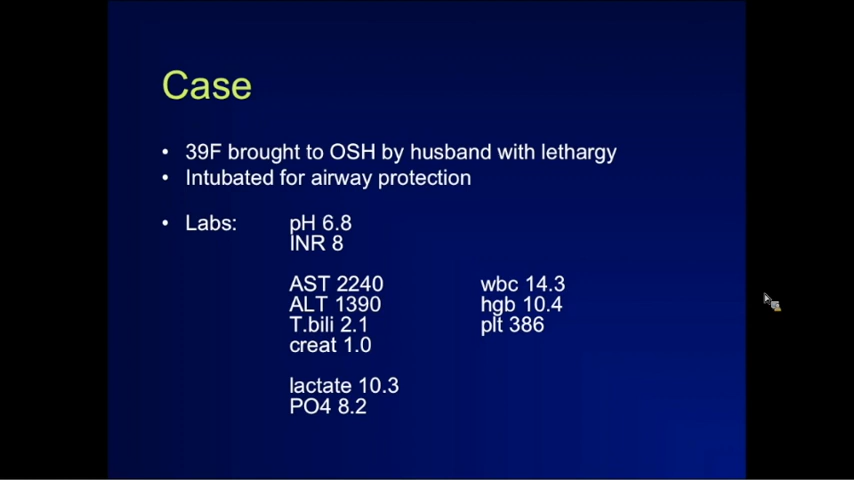 Case
• 39F brought to OSH by husband with lethargy
• Intubated for airway protection
• Labs: pH 6.8
INR 8
AST 2240 wbc 14.3
ALT 1390 hgb 10.4
T.bili 2.1 plt 386
creat 1.0
lactate 10.3
PO4 8.2